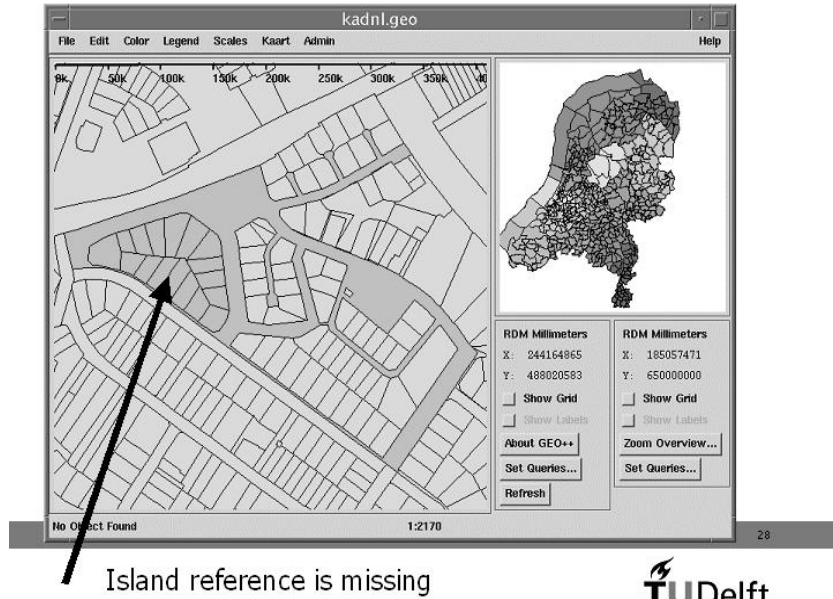 kadnl.geo
File Edit Color Legend Scales Kaart Admin Help
0k 50k 100k 150k 200k 250k 300k 350k 40
RDM Millimeters
X: 244164865
Y: 488020583
Show Grid
Show Labels
About GEO++
Set Queries...
Refresh
RDM Millimeters
X: 185057471
Y: 650000000
Show Grid
Show Labels
Zoom Overview...
Set Queries...
No Object Found 1:2170
28
Island reference is missing
TUDelft